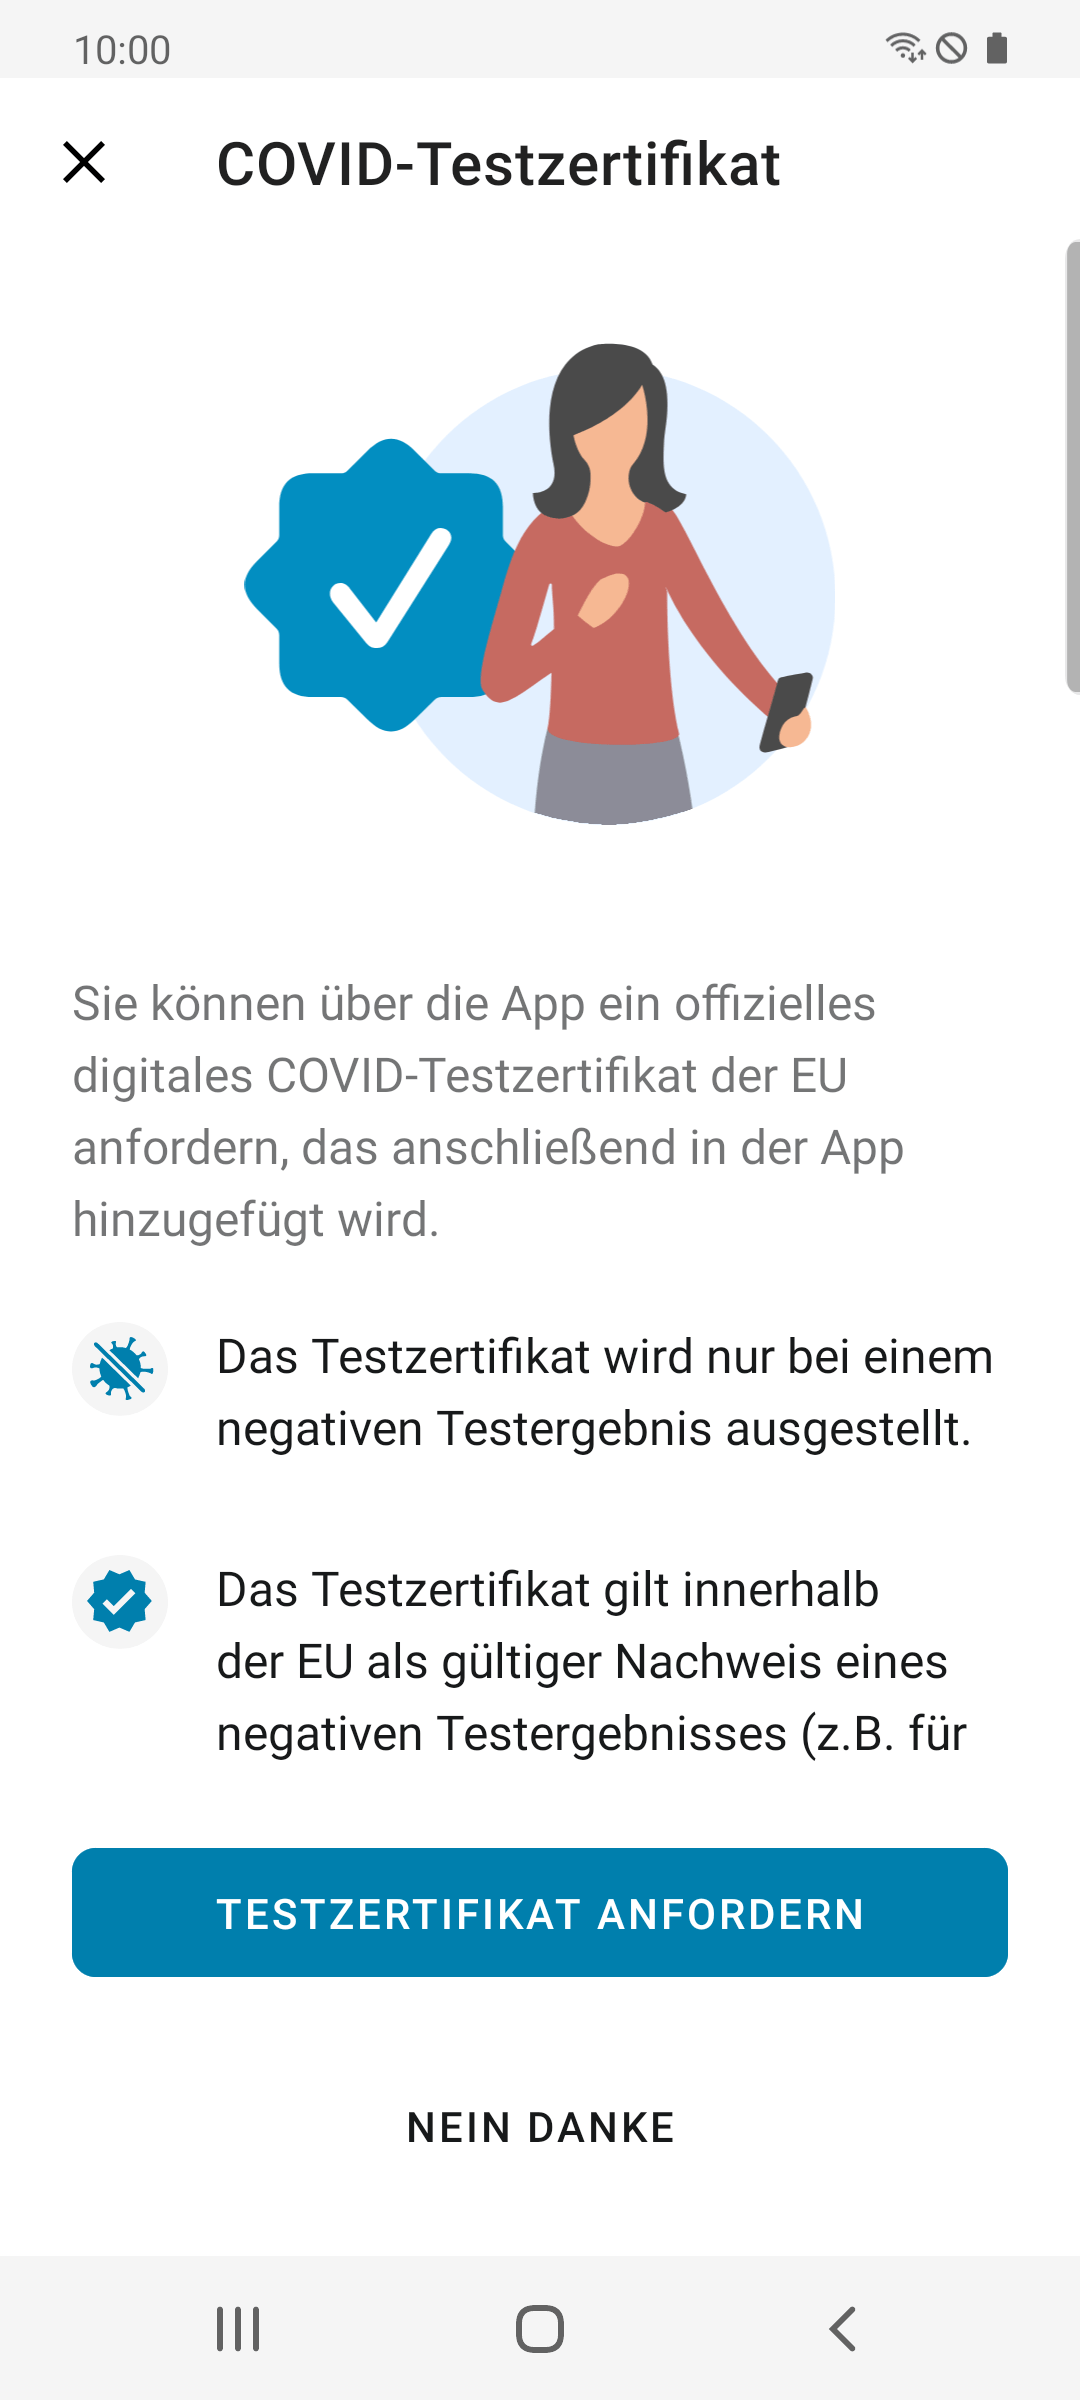 10:00
COVID-Testzertifikat
Sie können über die App ein offizielles
digitales COVID-Testzertifikat der EU
anfordern, das anschließend in der App
hinzugefügt wird.
Das Testzertifikat wird nur bei einem
negativen Testergebnis ausgestellt.
Das Testzertifikat gilt innerhalb
der EU als gültiger Nachweis eines
negativen Testergebnisses (z.B. für
TESTZERTIFIKAT ANFORDERN
NEIN DANKE